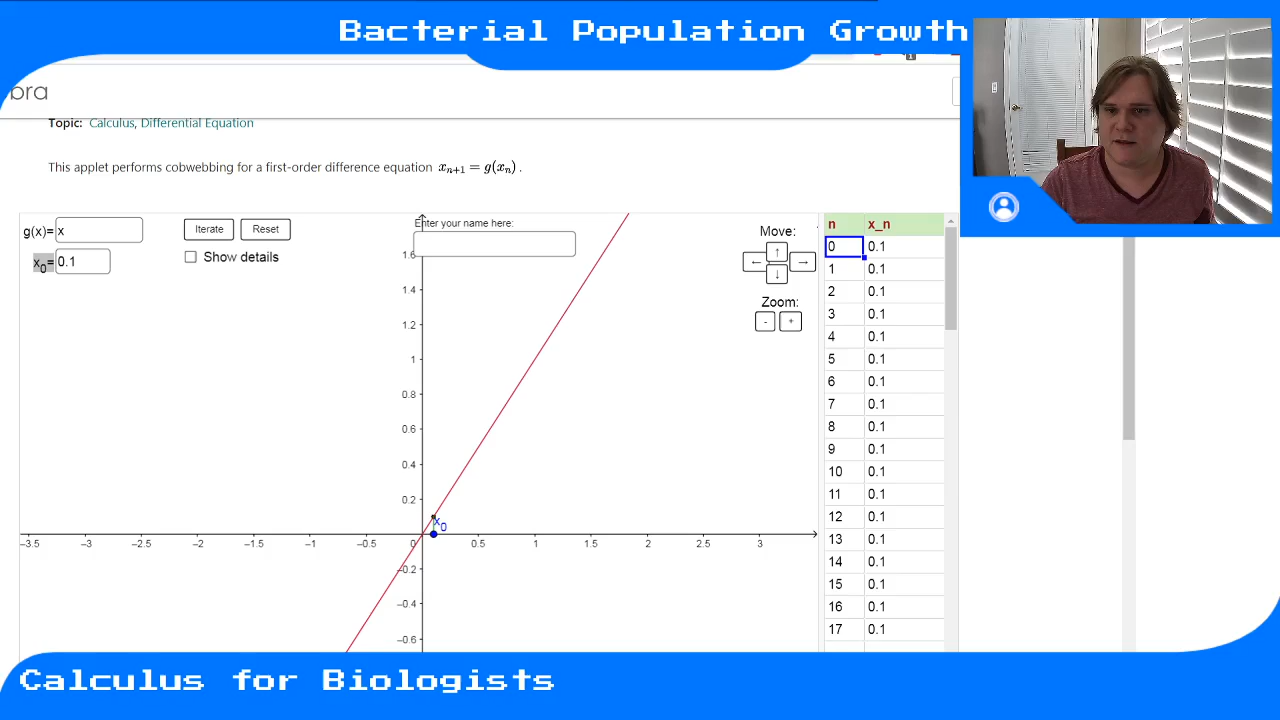 Bacterial Population Growth
bra
Topic: Calculus, Differential Equation
This applet performs cobwebbing for a first-order difference equation xₙ₊₁ = g(xₙ).
g(x)= x
Iterate
Reset
x₀= 0.1
Show details
Enter your name here:
Move:
←
↑
↓
→
Zoom:
-
+
1.6
1.4
1.2
1
0.8
0.6
0.4
0.2
x₀
–3.5 –3 –2.5 –2 –1.5 –1 –0.5 0 0.5 1 1.5 2 2.5 3
–0.2
–0.4
–0.6
n x_n
0 0.1
1 0.1
2 0.1
3 0.1
4 0.1
5 0.1
6 0.1
7 0.1
8 0.1
9 0.1
10 0.1
11 0.1
12 0.1
13 0.1
14 0.1
15 0.1
16 0.1
17 0.1
Calculus for Biologists